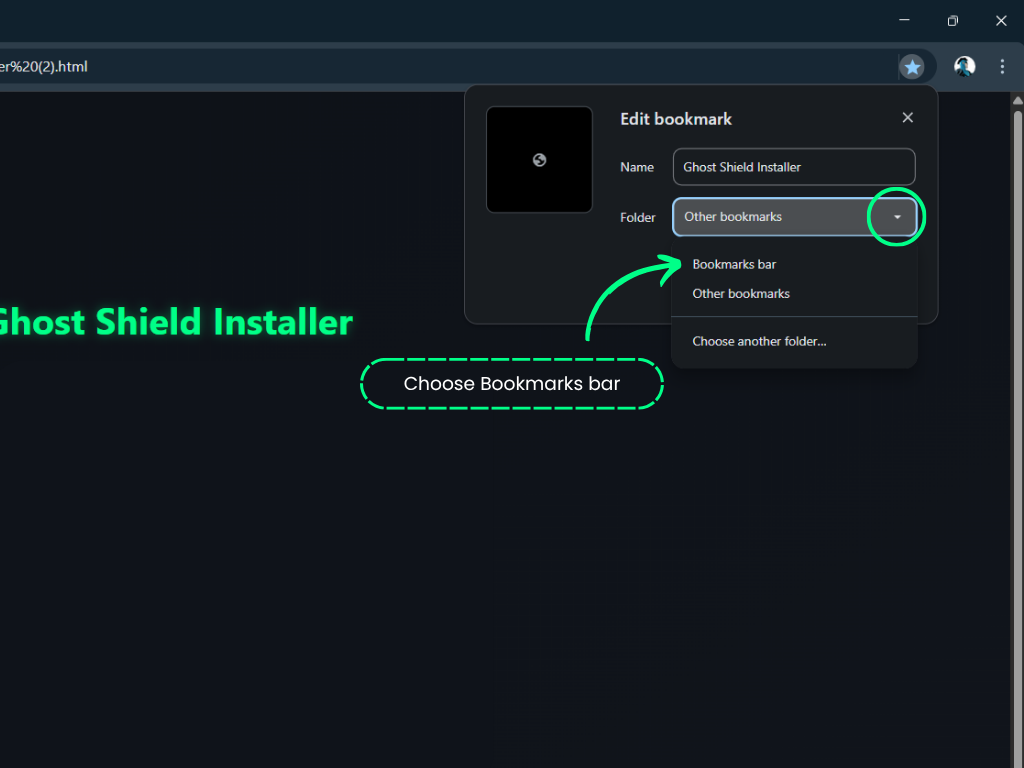 er%20(2).html
Edit bookmark
Name
Ghost Shield Installer
Folder
Other bookmarks
Bookmarks bar
Other bookmarks
Choose another folder...
Ghost Shield Installer
Choose Bookmarks bar